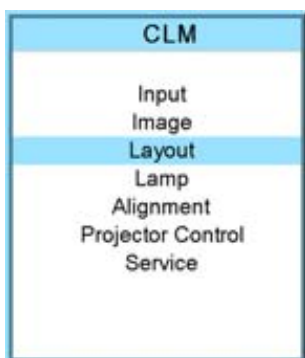 CLM
Input
Image
Layout
Lamp
Alignment
Projector Control
Service